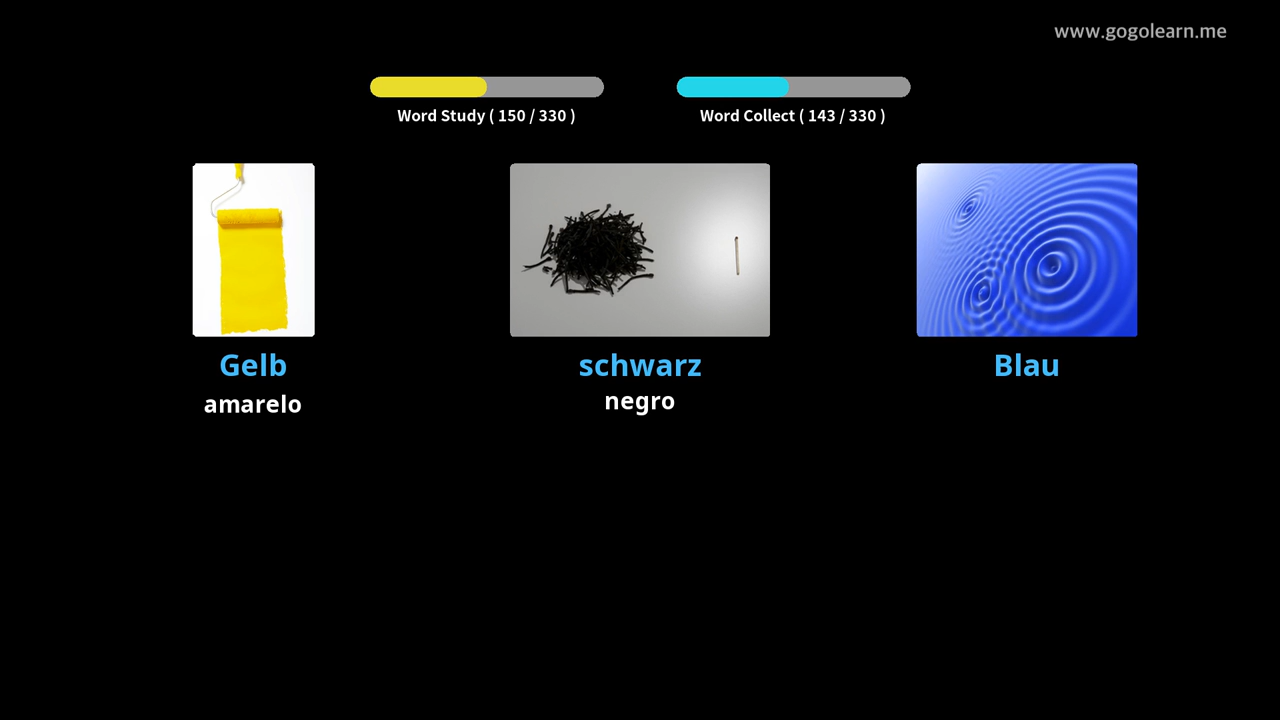 www.gogolearn.me
Word Study ( 150 / 330 )
Word Collect ( 143 / 330 )
Gelb
schwarz
Blau
amarelo
negro